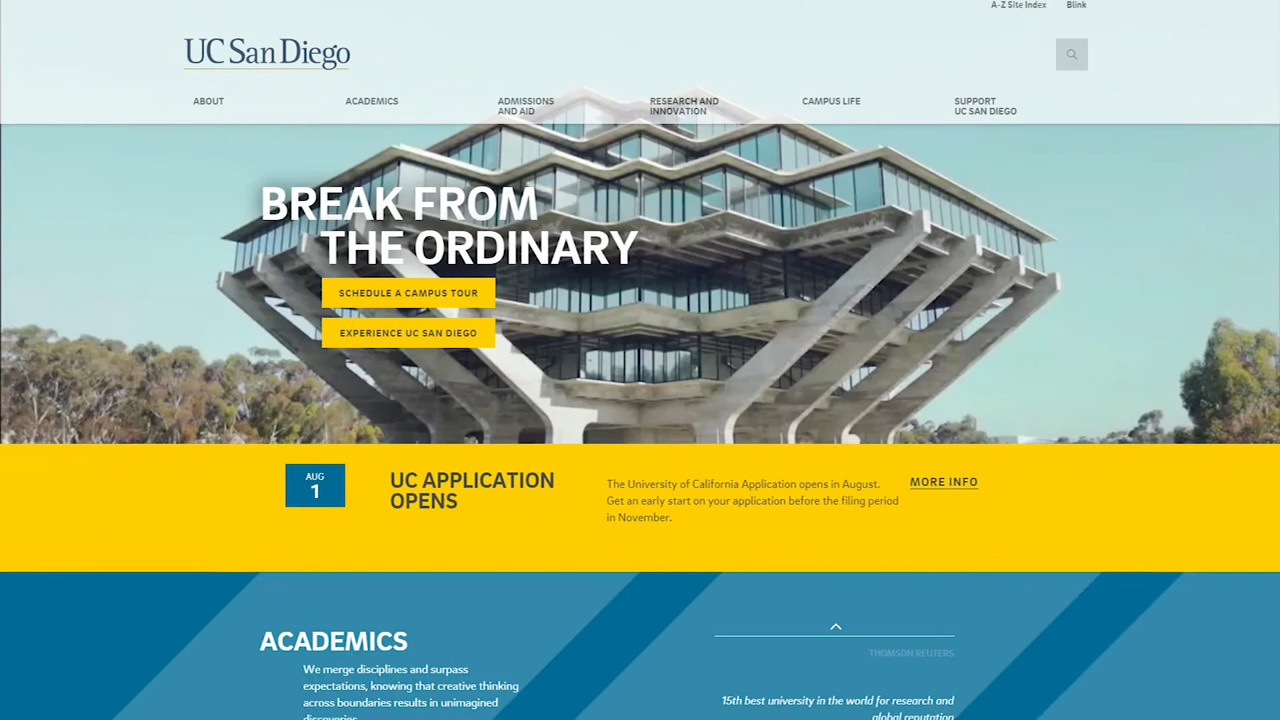 A-Z Site Index Blink
UC San Diego
ABOUT
ACADEMICS
ADMISSIONS
AND AID
RESEARCH AND
INNOVATION
CAMPUS LIFE
SUPPORT
UC SAN DIEGO
BREAK FROM
THE ORDINARY
SCHEDULE A CAMPUS TOUR
EXPERIENCE UC SAN DIEGO
AUG
1
UC APPLICATION
OPENS
The University of California Application opens in August.
Get an early start on your application before the filing period
in November.
MORE INFO
ACADEMICS
We merge disciplines and surpass
expectations, knowing that creative thinking
across boundaries results in unimagined
discoveries.
THOMSON REUTERS
15th best university in the world for research and
global reputation